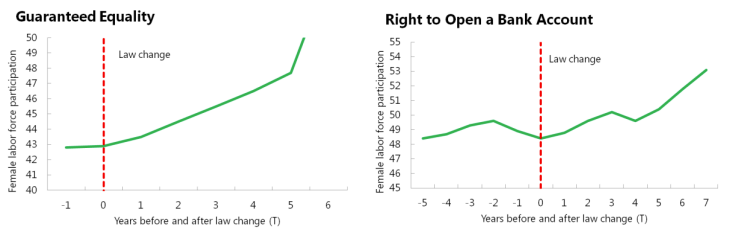 Guaranteed Equality
Female labor force participation
50
49
48
47
46
45
44
43
42
41
40
Law change
-1 0 1 2 3 4 5 6
Years before and after law change (T)
Right to Open a Bank Account
Female labor force participation
55
54
53
52
51
50
49
48
47
46
45
Law change
-5 -4 -3 -2 -1 0 1 2 3 4 5 6 7
Years before and after law change (T)